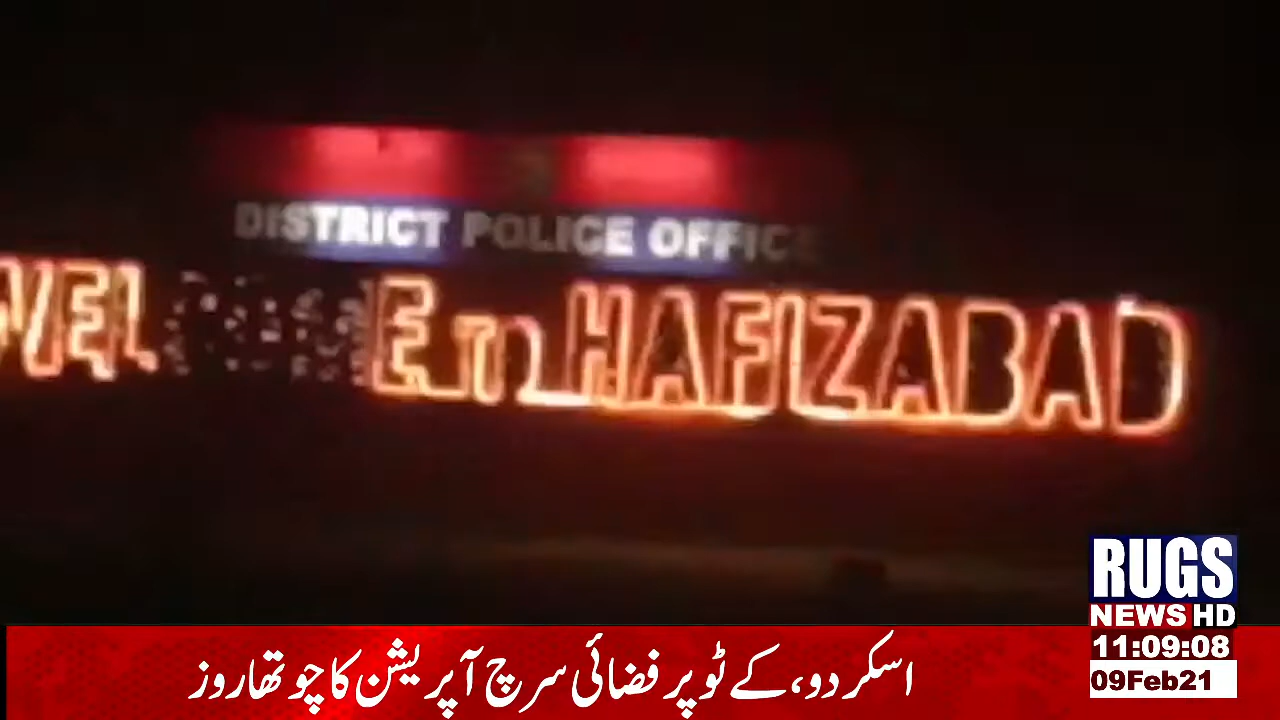 DISTRICT POLICE OFFICE
WELCOME TO HAFIZABAD
RUGS
NEWS HD
11:09:08
09Feb21
اسکردو، کے ٹو پر فضائی سرچ آپریشن کا چوتھا روز